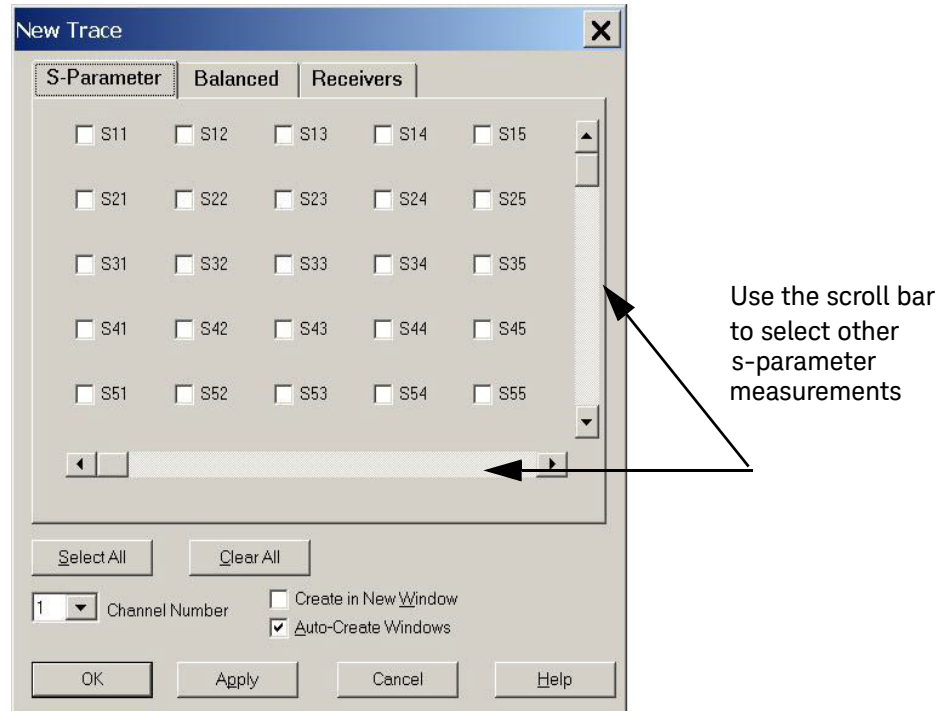 New Trace
S-Parameter Balanced Receivers
S11 S12 S13 S14 S15
S21 S22 S23 S24 S25
S31 S32 S33 S34 S35
S41 S42 S43 S44 S45
S51 S52 S53 S54 S55
Use the scroll bar
to select other
s-parameter
measurements
Select All Clear All
1 Channel Number
Create in New Window
Auto-Create Windows
OK Apply Cancel Help